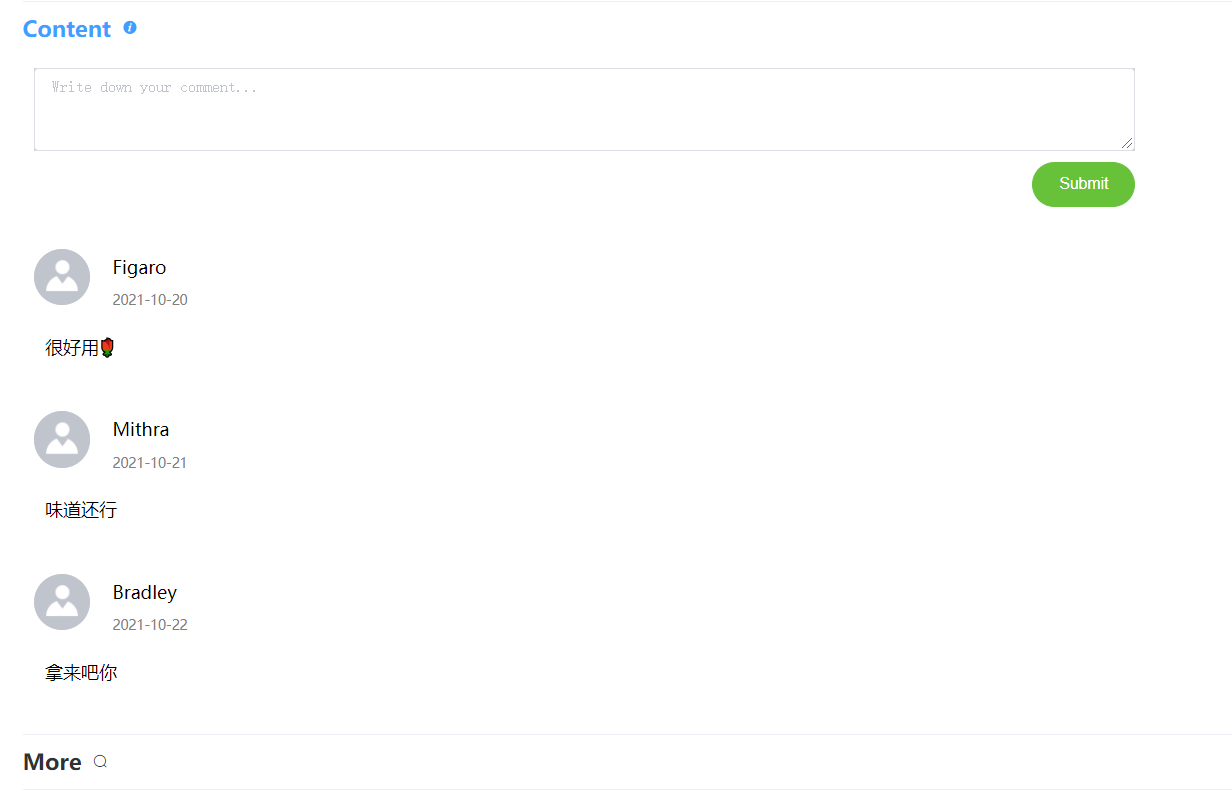 Content
Write down your comment...
Submit
Figaro
2021-10-20
很好用🌹
Mithra
2021-10-21
味道还行
Bradley
2021-10-22
拿来吧你
More